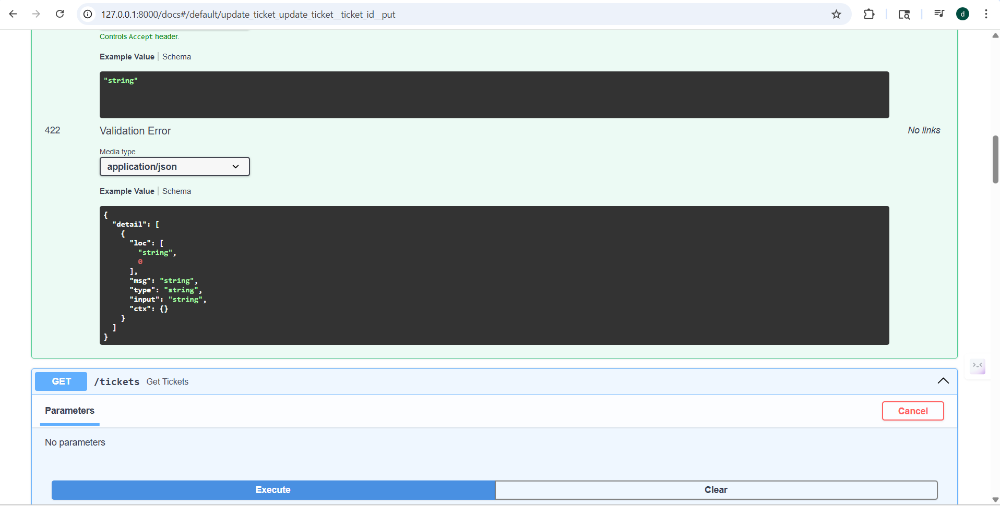 127.0.0.1:8000/docs#/default/update_ticket_update_ticket__ticket_id__put
d
Controls Accept header.
Example Value | Schema
"string"
422 Validation Error No links
Media type
application/json
Example Value | Schema
{
  "detail": [
    {
      "loc": [
        "string",
        0
      ],
      "msg": "string",
      "type": "string",
      "input": "string",
      "ctx": {}
    }
  ]
}
GET /tickets Get Tickets
Parameters Cancel
No parameters
Execute Clear